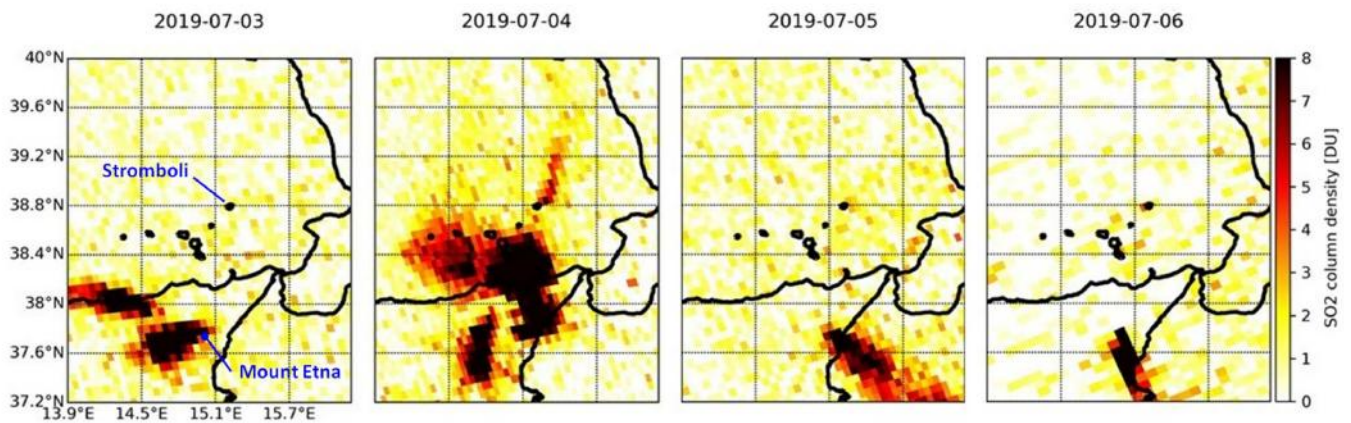 2019-07-03
2019-07-04
2019-07-05
2019-07-06
40°N
39.6°N
39.2°N
38.8°N
38.4°N
38°N
37.6°N
37.2°N
13.9°E
14.5°E
15.1°E
15.7°E
Stromboli
Mount Etna
8
7
6
5
4
3
2
1
0
SO2 column density [DU]